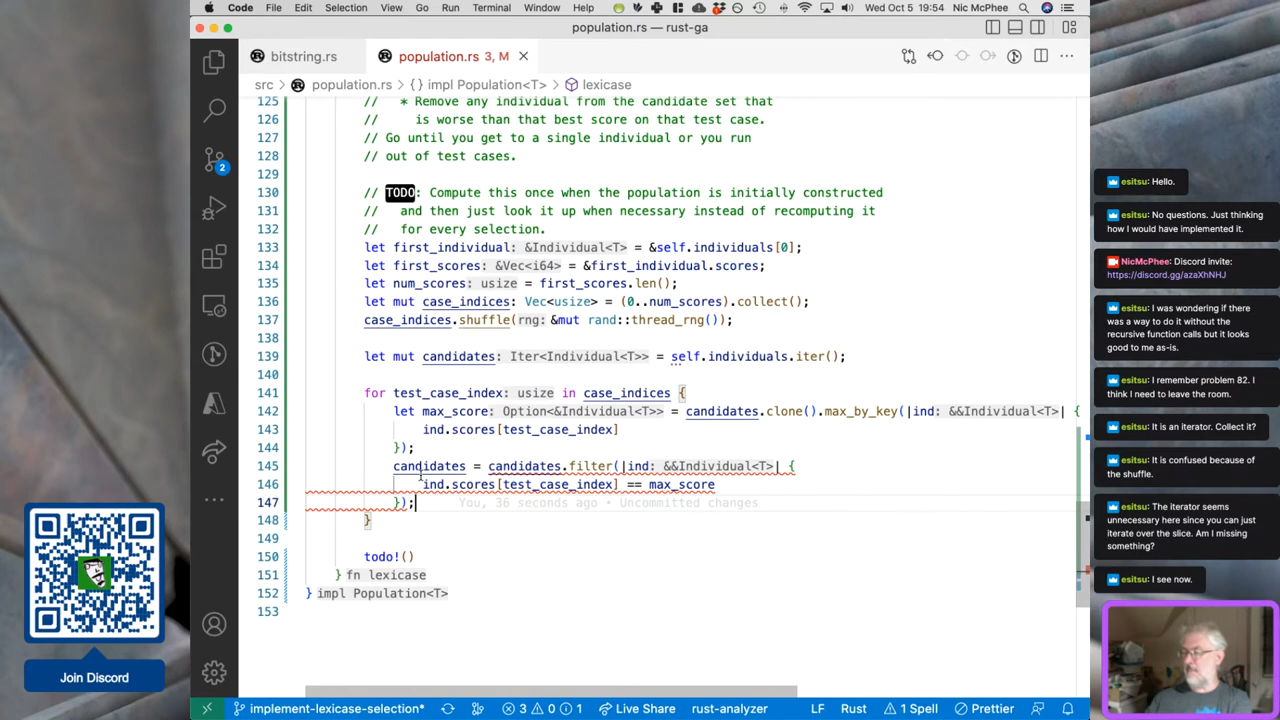 Code File Edit Selection View Go Run Terminal Window Help Wed Oct 5 19:54 Nic McPhee
population.rs — rust-ga
bitstring.rs population.rs 3, M
src population.rs { } impl Population<T> lexicase
125 // * Remove any individual from the candidate set that
126 // is worse than that best score on that test case.
127 // Go until you get to a single individual or you run
128 // out of test cases.
129
130 // TODO: Compute this once when the population is initially constructed
131 // and then just look it up when necessary instead of recomputing it
132 // for every selection.
133 let first_individual: &Individual<T> = &self.individuals[0];
134 let first_scores: &Vec<i64> = &first_individual.scores;
135 let num_scores: usize = first_scores.len();
136 let mut case_indices: Vec<usize> = (0..num_scores).collect();
137 case_indices.shuffle(rng: &mut rand::thread_rng());
138
139 let mut candidates: Iter<Individual<T>> = self.individuals.iter();
140
141 for test_case_index: usize in case_indices {
142 let max_score: Option<&Individual<T>> = candidates.clone().max_by_key(|ind: &&Individual<T>| {
143 ind.scores[test_case_index]
144 });
145 candidates = candidates.filter(|ind: &&Individual<T>| {
146 ind.scores[test_case_index] == max_score
147 }); You, 36 seconds ago • Uncommitted changes
148 }
149
150 todo!()
151 } fn lexicase
152 } impl Population<T>
153
2
implement-lexicase-selection* 3 0 1 Live Share rust-analyzer LF Rust 1 Spell Prettier
Join Discord
esitsu: Hello.
esitsu: No questions. Just thinking
how I would have implemented it.
NicMcPhee: Discord invite:
https://discord.gg/azaXhNHJ
esitsu: I was wondering if there
was a way to do it without the
recursive function calls but it looks
good to me as-is.
esitsu: I remember problem 82. I
think I need to leave the room.
esitsu: It is an iterator. Collect it?
esitsu: It is confused because of
the shuffle.
esitsu: The iterator seems
unnecessary here since you can just
iterate over the slice. Am I missing
something?
esitsu: I see now.